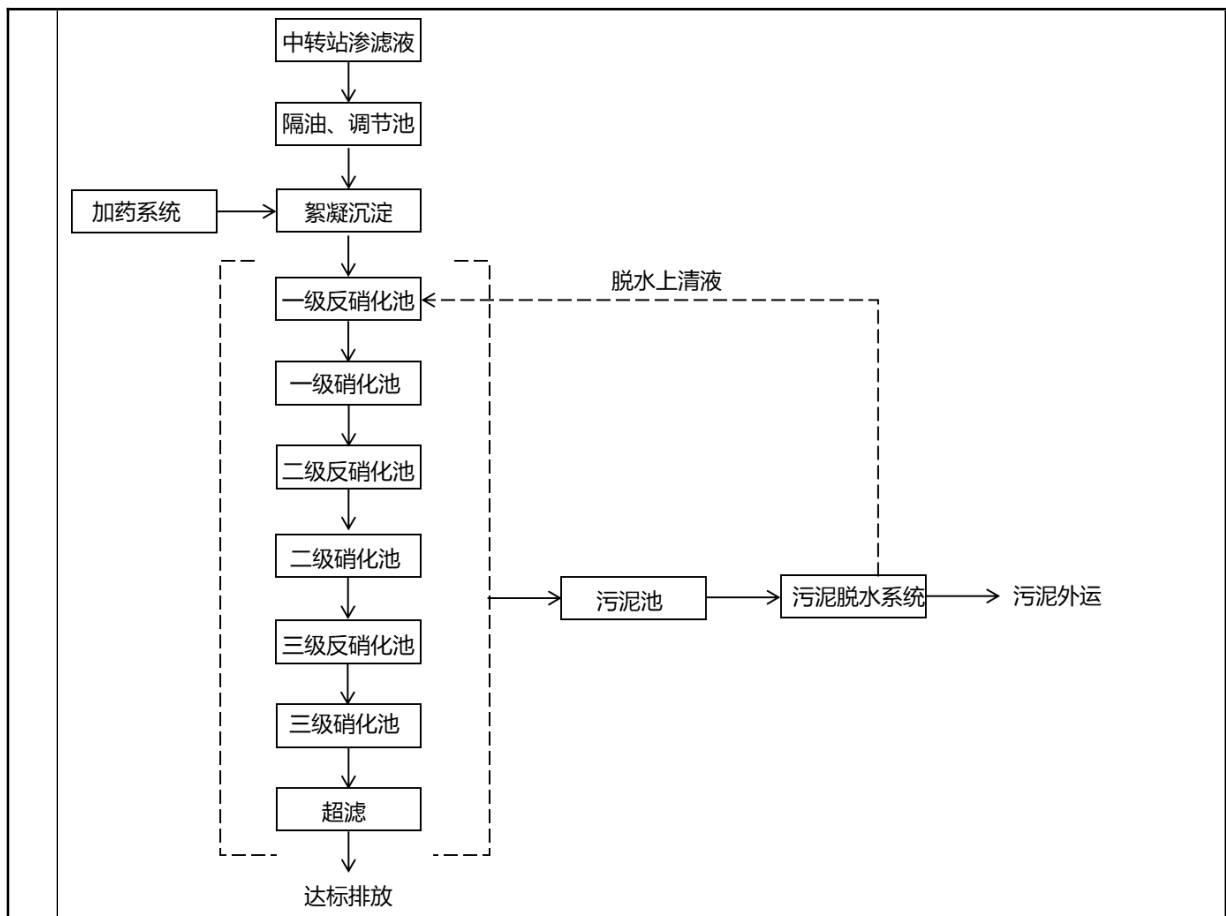 中转站渗滤液
隔油、调节池
加药系统
絮凝沉淀
脱水上清液
一级反硝化池
一级硝化池
二级反硝化池
二级硝化池
污泥池
污泥脱水系统
污泥外运
三级反硝化池
三级硝化池
超滤
达标排放